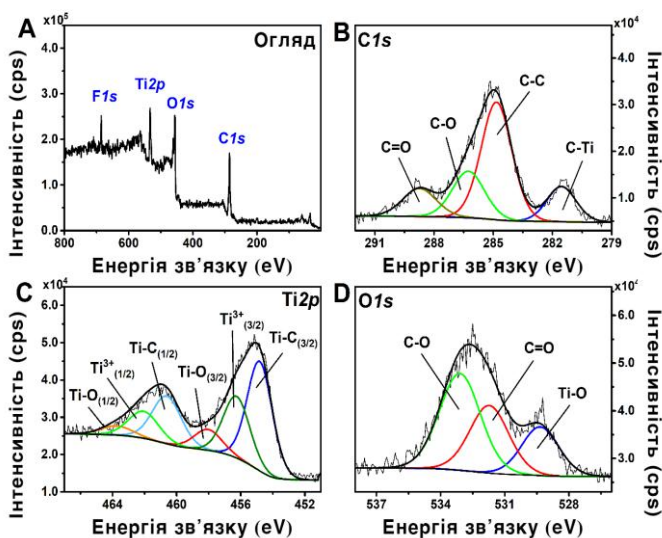 A
x10⁵
Огляд
5.0
4.0
3.0
2.0
1.0
0.0
F1s
Ti2p
O1s
C1s
800 600 400 200
Енергія зв’язку (eV)
Інтенсивність (cps)
B
x10⁴
C1s
C=O
C-O
C-C
C-Ti
4.0
3.0
2.0
1.0
291 288 285 282 279
Енергія зв’язку (eV)
Інтенсивність (cps)
C
x10⁴
Ti2p
6.0
5.0
4.0
3.0
2.0
1.0
Ti-O(1/2)
Ti³⁺(1/2)
Ti-C(1/2)
Ti-O(3/2)
Ti³⁺(3/2)
Ti-C(3/2)
464 460 456 452
Енергія зв’язку (eV)
Інтенсивність (cps)
D
O1s
C-O
C=O
Ti-O
6.0
5.0
4.0
3.0
537 534 531 528
Енергія зв’язку (eV)
Інтенсивність (cps)